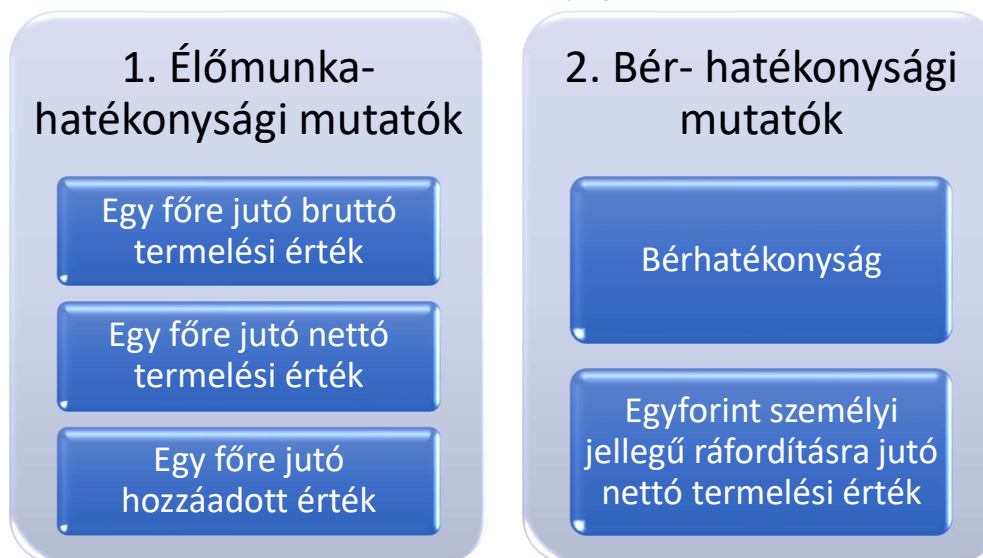 1. Élőmunka-
hatékonysági mutatók
Egy főre jutó bruttó
termelési érték
Egy főre jutó nettó
termelési érték
Egy főre jutó
hozzáadott érték
2. Bér- hatékonysági
mutatók
Bérhatékonyság
Egyforint személyi
jellegű ráfordításra jutó
nettó termelési érték